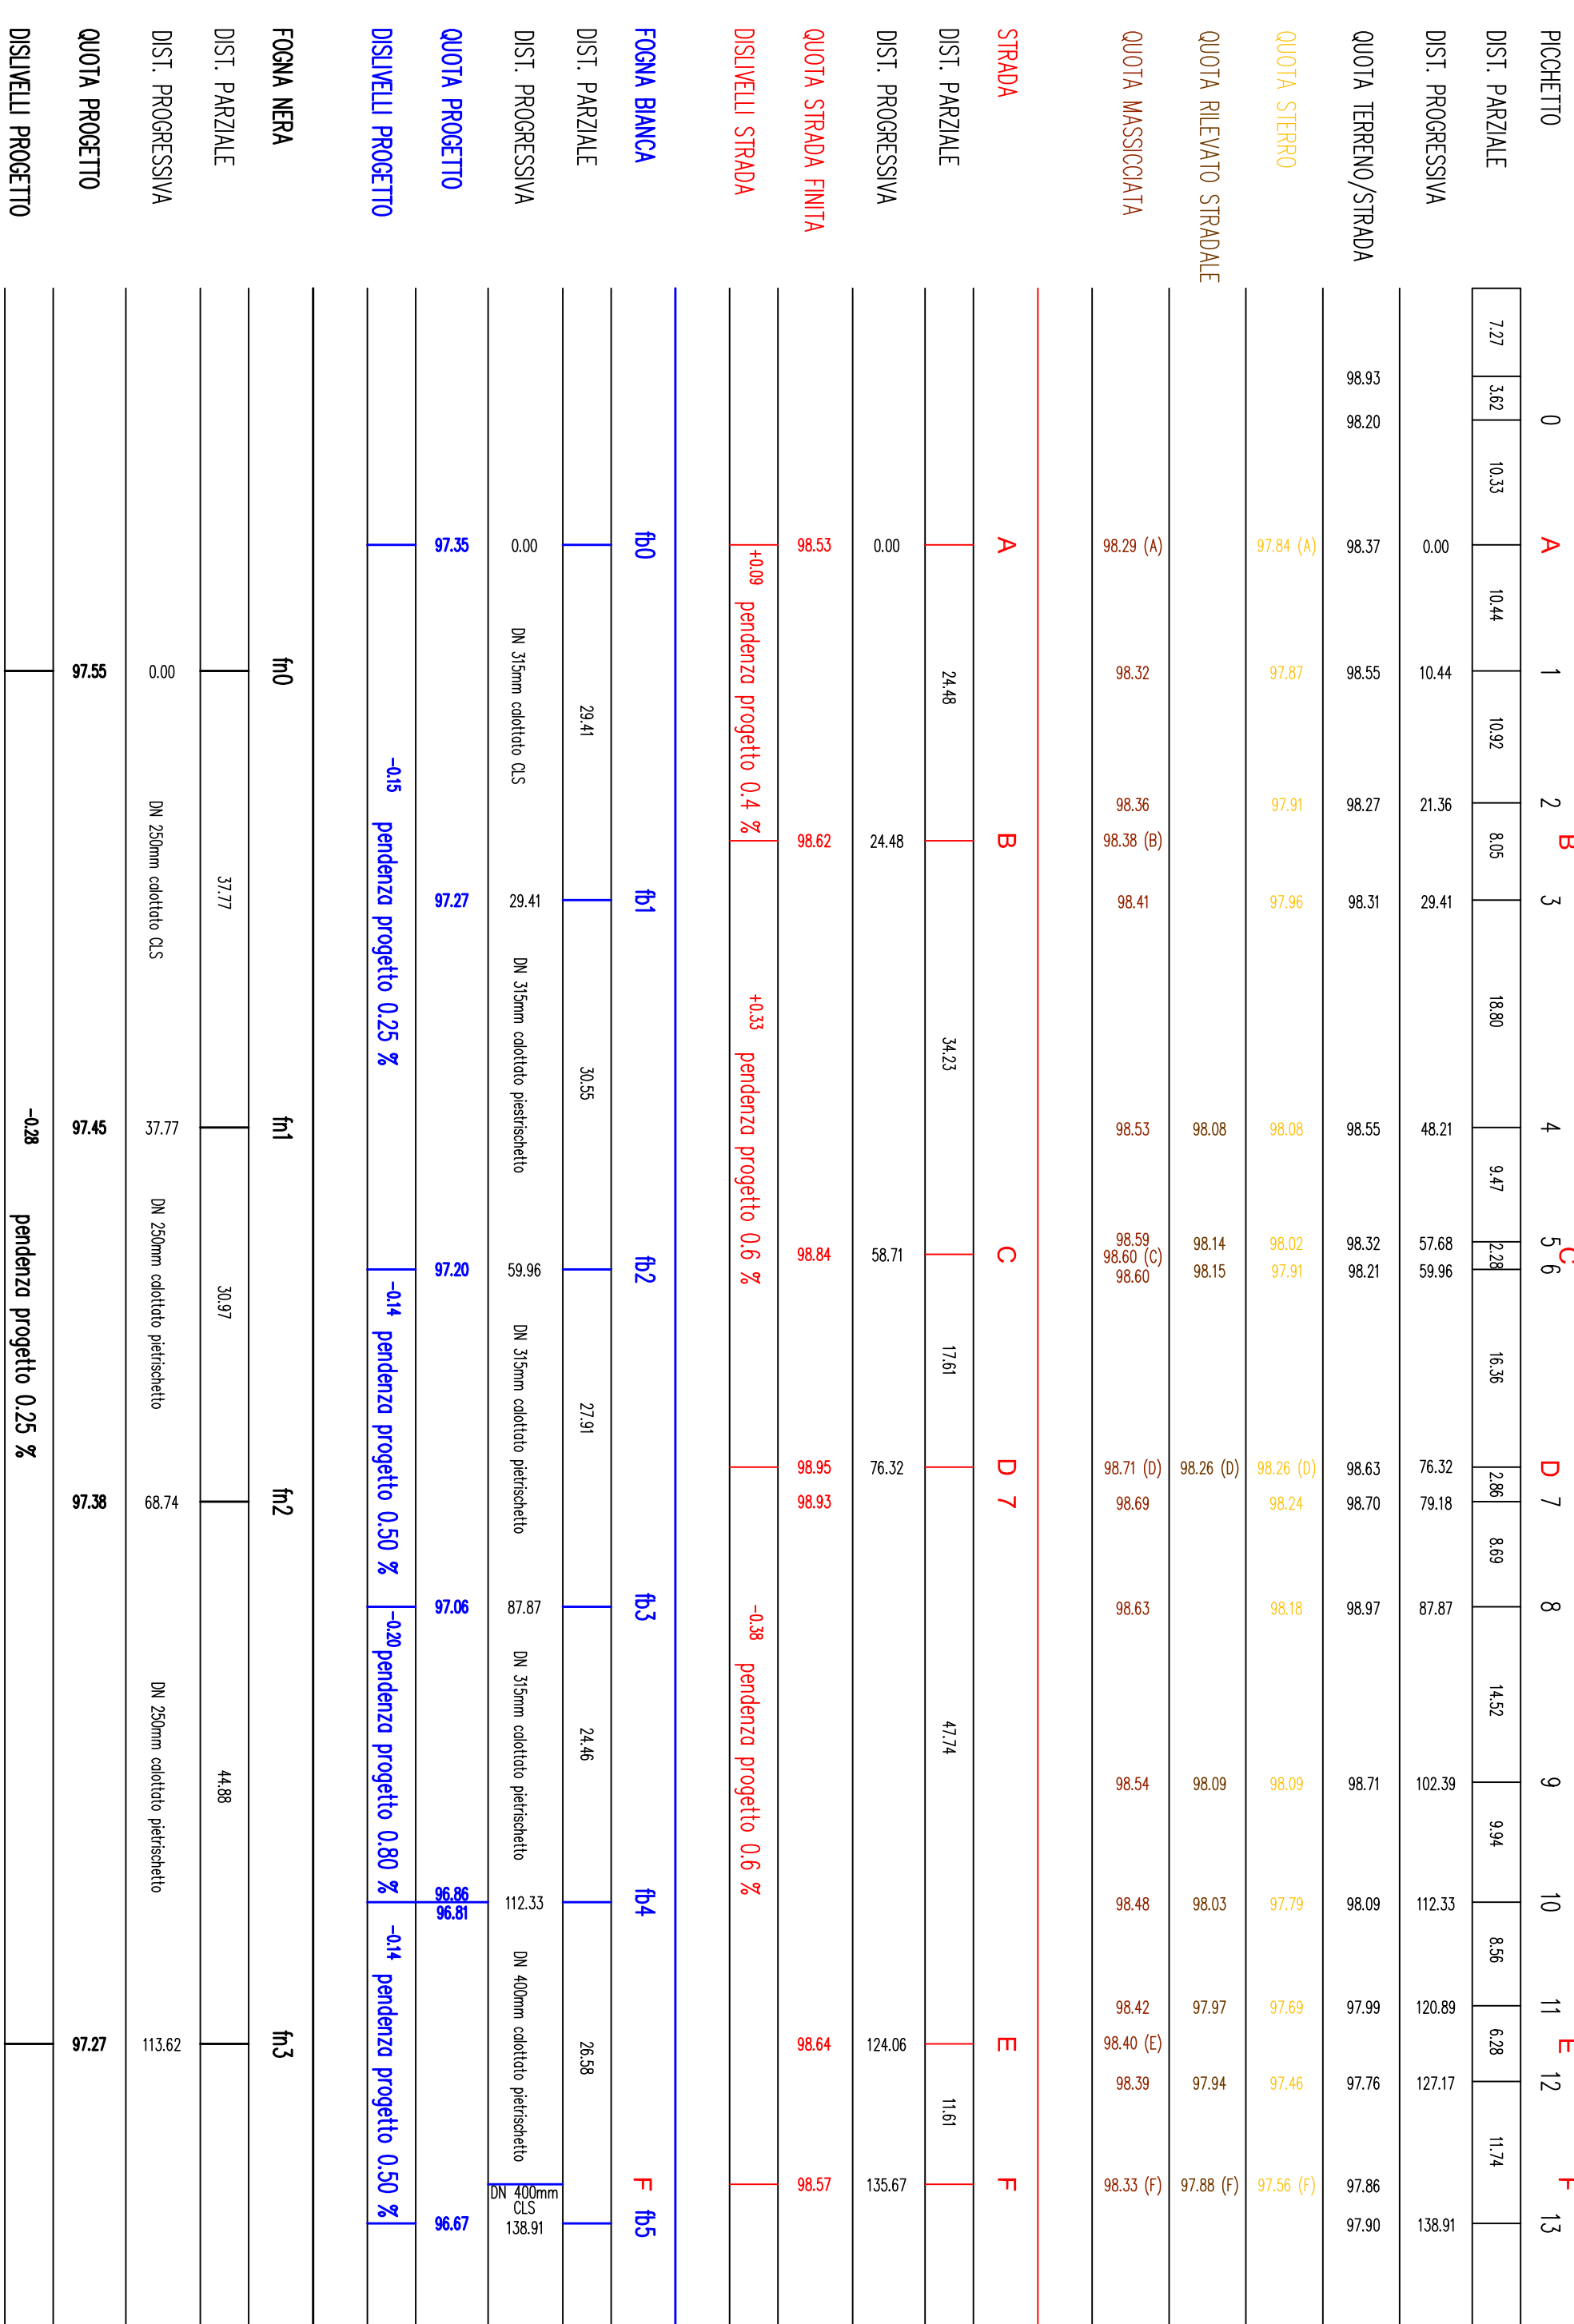 PICCHETTO 0 A 1 2 B 3 4 5 C 6 D 7 8 9 10 11 E 12 F 13
DIST. PARZIALE 7.27 3.62 10.33 10.44 10.92 8.05 18.80 9.47 2.28 16.36 2.86 8.69 14.52 9.94 8.56 6.28 11.74
DIST. PROGRESSIVA 0.00 10.44 21.36 29.41 48.21 57.68 59.96 76.32 79.18 87.87 102.39 112.33 120.89 127.17 138.91
QUOTA TERRENO/STRADA 98.93 98.20 98.37 98.55 98.27 98.31 98.55 98.32 98.21 98.63 98.70 98.97 98.71 98.09 97.99 97.76 97.86 97.90
QUOTA STERRO 97.84 (A) 97.87 97.91 97.96 98.08 98.02 97.91 98.26 (D) 98.24 98.18 98.09 97.79 97.69 97.46 97.56 (F)
QUOTA RILEVATO STRADALE 98.08 98.14 98.15 98.26 (D) 98.09 98.03 97.97 97.94 97.88 (F)
QUOTA MASSICCIATA 98.29 (A) 98.32 98.36 98.38 (B) 98.41 98.53 98.59 98.60 (C) 98.60 98.71 (D) 98.69 98.63 98.54 98.48 98.42 98.40 (E) 98.39 98.33 (F)
STRADA A B C D 7 E F
DIST. PARZIALE 24.48 34.23 17.61 47.74 11.61
DIST. PROGRESSIVA 0.00 24.48 58.71 76.32 124.06 135.67
QUOTA STRADA FINITA 98.53 98.62 98.84 98.95 98.93 98.64 98.57
DISLIVELLI STRADA +0.09 pendenza progetto 0.4 % +0.33 pendenza progetto 0.6 % -0.38 pendenza progetto 0.6 %
FOGNA BIANCA fb0 fb1 fb2 fb3 fb4 F fb5
DIST. PARZIALE 29.41 30.55 27.91 24.46 26.58
DIST. PROGRESSIVA 0.00 DN 315mm calottato CLS 29.41 DN 315mm calottato piestrischetto 59.96 DN 315mm calottato pietrischetto 87.87 DN 315mm calottato pietrischetto 112.33 DN 400mm calottato pietrischetto DN 400mm CLS 138.91
QUOTA PROGETTO 97.35 97.27 97.20 97.06 96.86 96.81 96.67
DISLIVELLI PROGETTO -0.15 pendenza progetto 0.25 % -0.14 pendenza progetto 0.50 % -0.20 pendenza progetto 0.80 % -0.14 pendenza progetto 0.50 %
FOGNA NERA fn0 fn1 fn2 fn3
DIST. PARZIALE 37.77 30.97 44.88
DIST. PROGRESSIVA 0.00 DN 250mm calottato CLS 37.77 DN 250mm calottato pietrischetto 68.74 DN 250mm calottato pietrischetto 113.62
QUOTA PROGETTO 97.55 97.45 97.38 97.27
DISLIVELLI PROGETTO -0.28 pendenza progetto 0.25 %